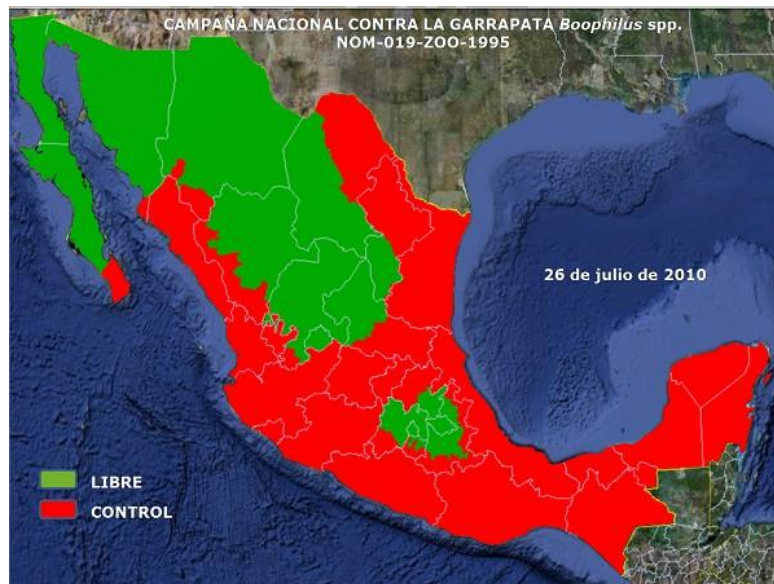 CAMPAÑA NACIONAL CONTRA LA GARRAPATA Boophilus spp.
NOM-019-ZOO-1995
26 de julio de 2010
LIBRE
CONTROL